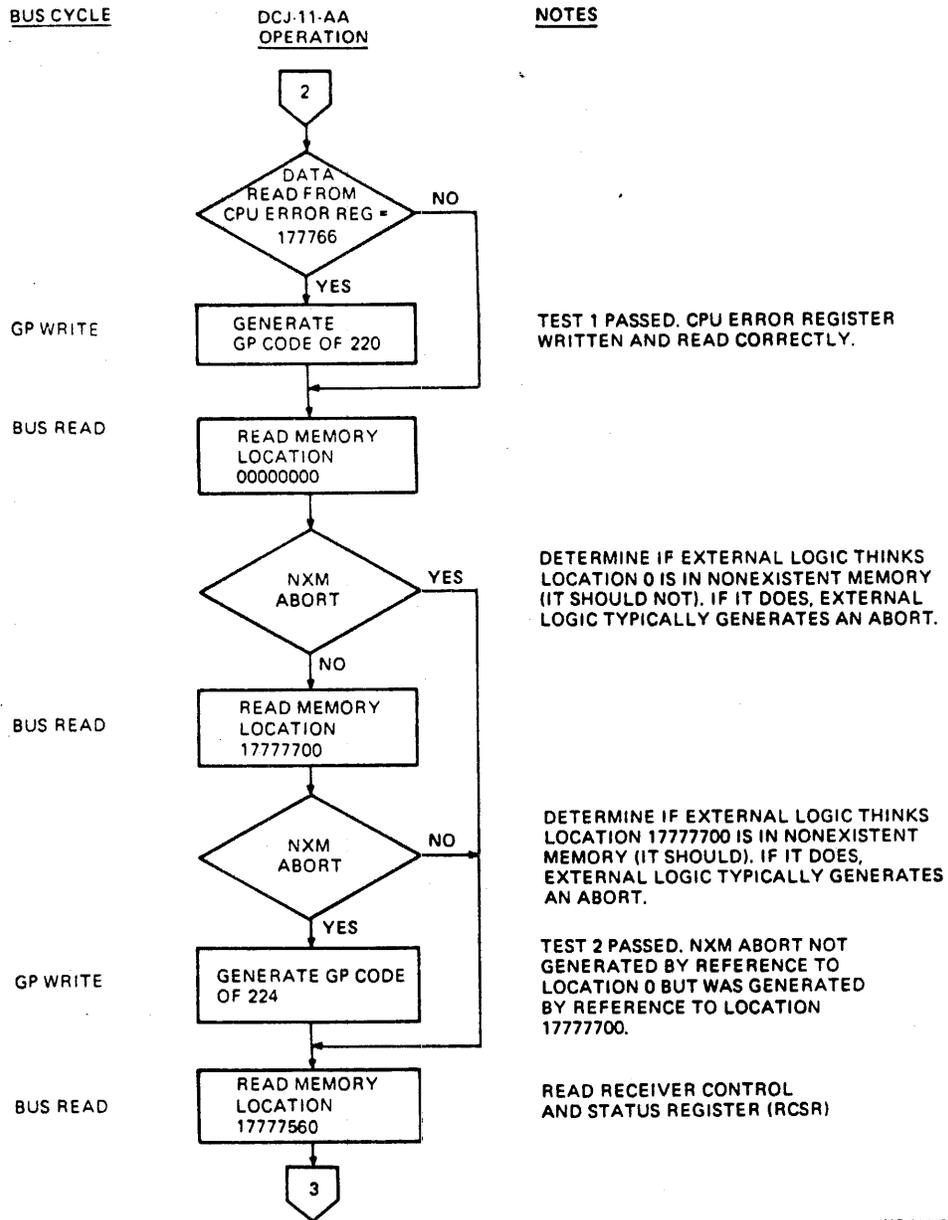 BUS CYCLE
DCJ-11-AA
OPERATION
NOTES
2
DATA
READ FROM
CPU ERROR REG =
177766
NO
YES
GP WRITE
GENERATE
GP CODE OF 220
TEST 1 PASSED. CPU ERROR REGISTER
WRITTEN AND READ CORRECTLY.
BUS READ
READ MEMORY
LOCATION
00000000
NXM
ABORT
YES
NO
DETERMINE IF EXTERNAL LOGIC THINKS
LOCATION 0 IS IN NONEXISTENT MEMORY
(IT SHOULD NOT). IF IT DOES, EXTERNAL
LOGIC TYPICALLY GENERATES AN ABORT.
BUS READ
READ MEMORY
LOCATION
17777700
NXM
ABORT
NO
YES
DETERMINE IF EXTERNAL LOGIC THINKS
LOCATION 17777700 IS IN NONEXISTENT
MEMORY (IT SHOULD). IF IT DOES,
EXTERNAL LOGIC TYPICALLY GENERATES
AN ABORT.
GP WRITE
GENERATE GP CODE
OF 224
TEST 2 PASSED. NXM ABORT NOT
GENERATED BY REFERENCE TO
LOCATION 0 BUT WAS GENERATED
BY REFERENCE TO LOCATION
17777700.
BUS READ
READ MEMORY
LOCATION
17777560
READ RECEIVER CONTROL
AND STATUS REGISTER (RCSR)
3